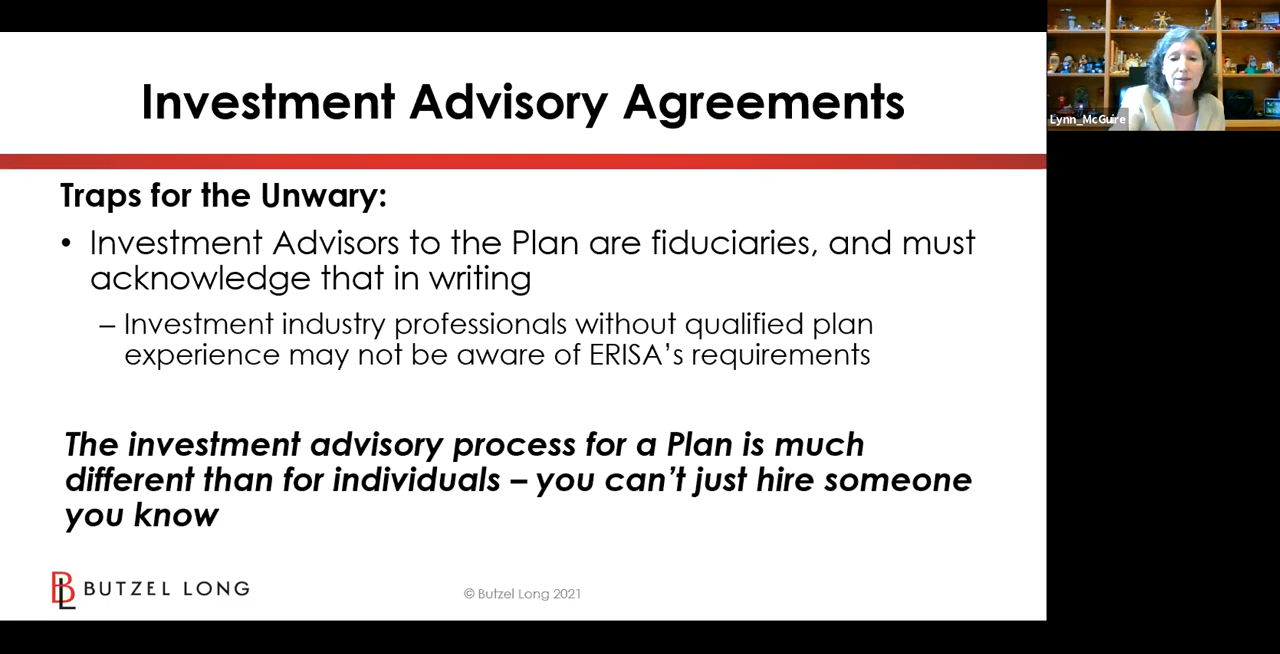 Investment Advisory Agreements
Lynn_McGuire
Traps for the Unwary:
• Investment Advisors to the Plan are fiduciaries, and must
acknowledge that in writing
– Investment industry professionals without qualified plan
experience may not be aware of ERISA's requirements
The investment advisory process for a Plan is much
different than for individuals – you can't just hire someone
you know
BL BUTZEL LONG
© Butzel Long 2021